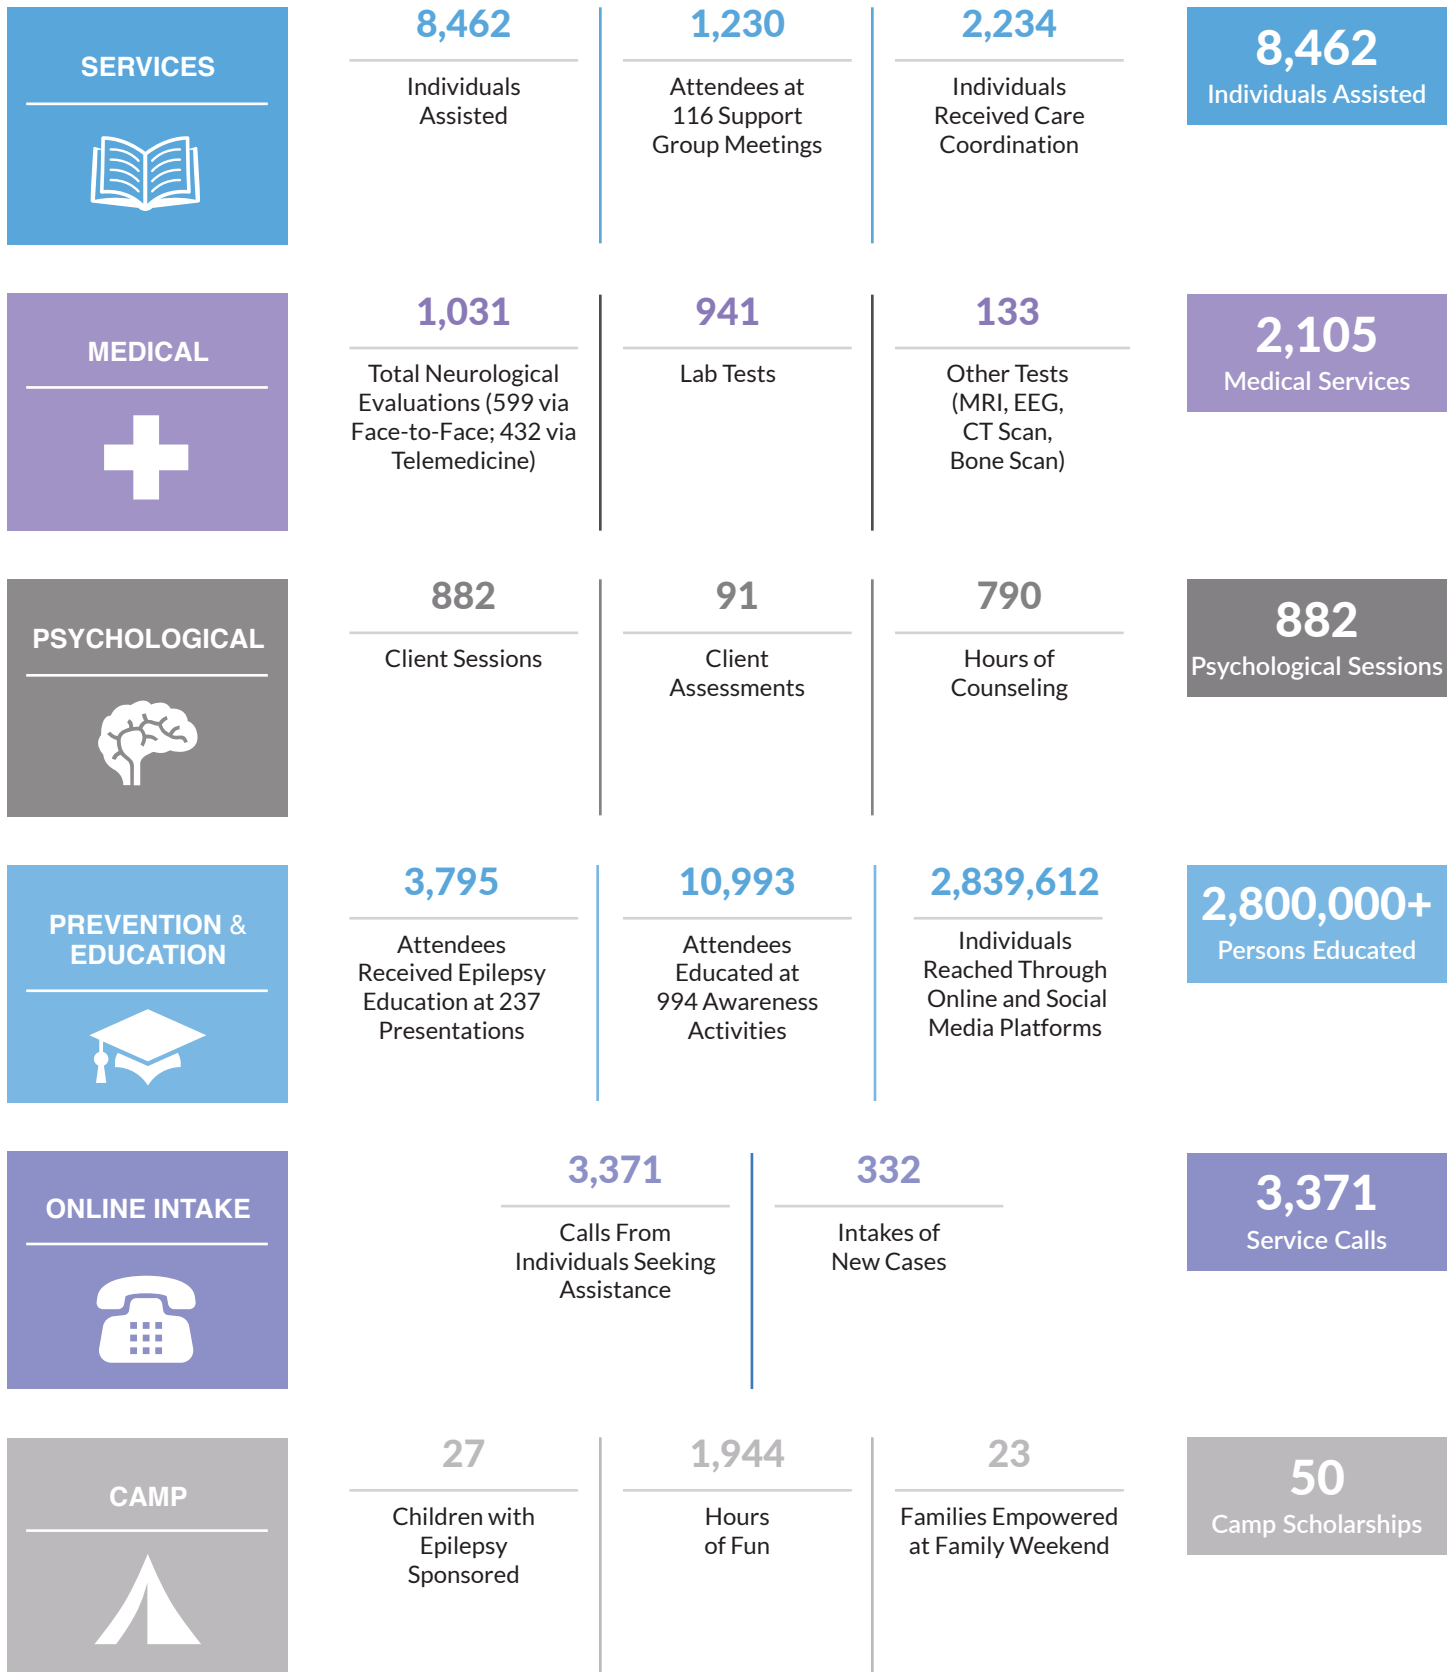 SERVICES
8,462
Individuals
Assisted
1,230
Attendees at
116 Support
Group Meetings
2,234
Individuals
Received Care
Coordination
8,462
Individuals Assisted
MEDICAL
1,031
Total Neurological
Evaluations (599 via
Face-to-Face; 432 via
Telemedicine)
941
Lab Tests
133
Other Tests
(MRI, EEG,
CT Scan,
Bone Scan)
2,105
Medical Services
PSYCHOLOGICAL
882
Client Sessions
91
Client
Assessments
790
Hours of
Counseling
882
Psychological Sessions
PREVENTION &
EDUCATION
3,795
Attendees
Received Epilepsy
Education at 237
Presentations
10,993
Attendees
Educated at
994 Awareness
Activities
2,839,612
Individuals
Reached Through
Online and Social
Media Platforms
2,800,000+
Persons Educated
ONLINE INTAKE
3,371
Calls From
Individuals Seeking
Assistance
332
Intakes of
New Cases
3,371
Service Calls
CAMP
27
Children with
Epilepsy
Sponsored
1,944
Hours
of Fun
23
Families Empowered
at Family Weekend
50
Camp Scholarships